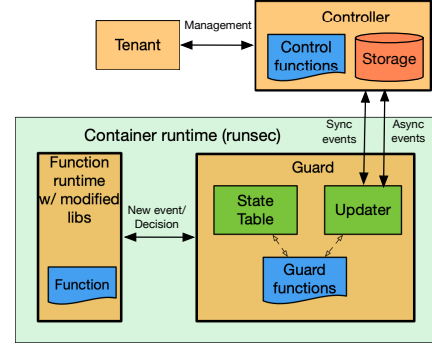 Controller
Management
Tenant
Control
functions
Storage
Sync
events
Async
events
Container runtime (runsec)
Function
runtime
w/ modified
libs
Guard
New event/
Decision
State
Table
Updater
Function
Guard
functions